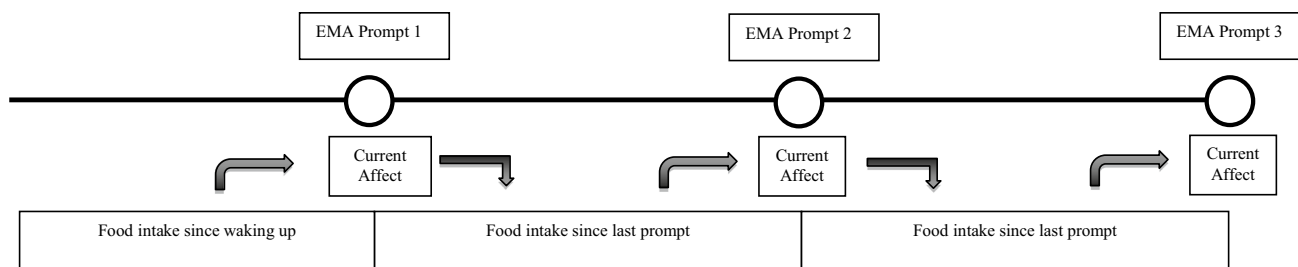 EMA Prompt 1
EMA Prompt 2
EMA Prompt 3
Current
Affect
Current
Affect
Current
Affect
Food intake since waking up
Food intake since last prompt
Food intake since last prompt